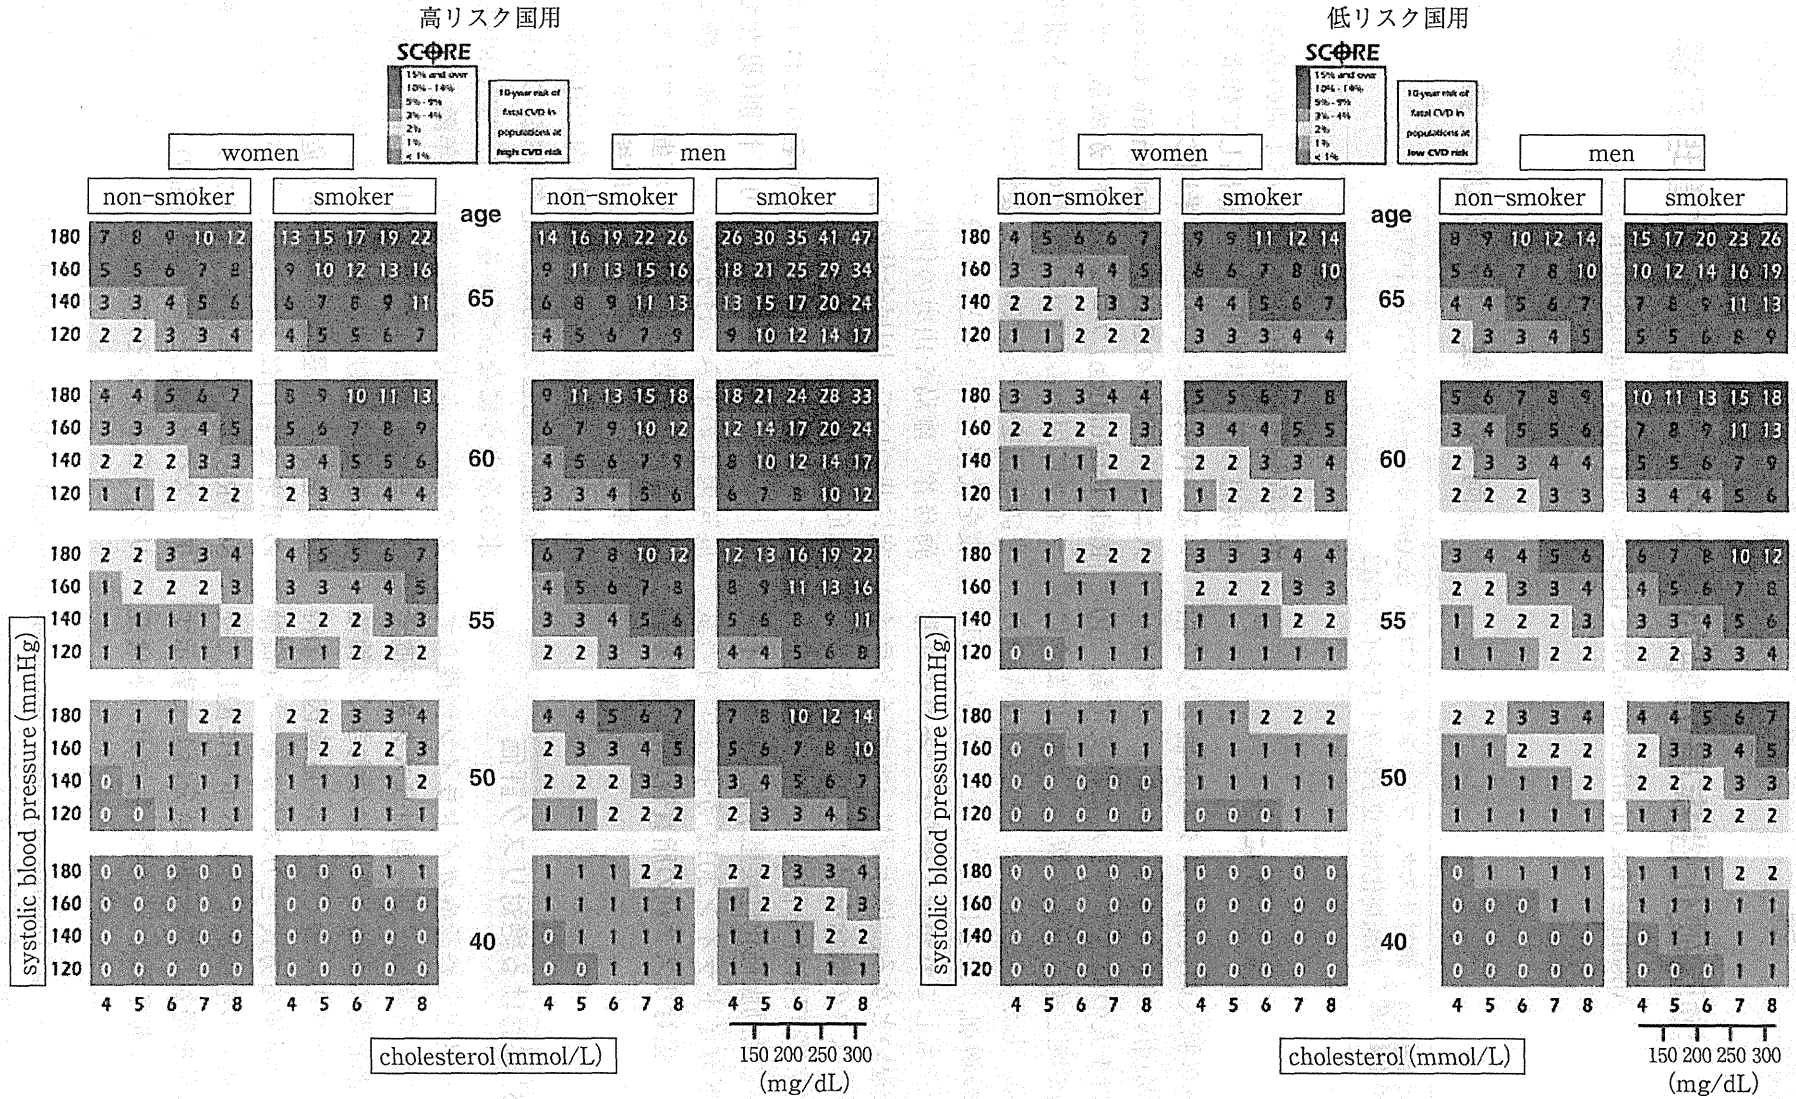 高リスク国用
SCORE
15% and over
10% - 14%
5% - 9%
3% - 4%
2%
1%
< 1%
10-year risk of
fatal CVD in
populations at
high CVD risk
women
men
non-smoker
smoker
age
non-smoker
smoker
180 7 8 9 10 12 13 15 17 19 22 14 16 19 22 26 26 30 35 41 47
160 5 5 6 7 8 9 10 12 13 16 9 11 13 15 16 18 21 25 29 34
65
140 3 3 4 5 6 6 7 8 9 11 6 8 9 11 13 13 15 17 20 24
120 2 2 3 3 4 4 5 5 6 7 4 5 6 7 9 9 10 12 14 17
180 4 4 5 6 7 8 9 10 11 13 9 11 13 15 18 18 21 24 28 33
160 3 3 3 4 5 5 6 7 8 9 6 7 9 10 12 12 14 17 20 24
60
140 2 2 2 3 3 3 4 5 5 6 4 5 6 7 9 8 10 12 14 17
120 1 1 2 2 2 2 3 3 4 4 3 3 4 5 6 6 7 8 10 12
180 2 2 3 3 4 4 5 5 6 7 6 7 8 10 12 12 13 16 19 22
160 1 2 2 2 3 3 3 4 4 5 4 5 6 7 8 8 9 11 13 16
55
140 1 1 1 1 2 2 2 2 3 3 3 3 4 5 6 5 6 8 9 11
120 1 1 1 1 1 1 1 2 2 2 2 2 3 3 4 4 4 5 6 8
180 1 1 1 2 2 2 2 3 3 4 4 4 5 6 7 7 8 10 12 14
160 1 1 1 1 1 1 2 2 2 3 2 3 3 4 5 5 6 7 8 10
50
140 0 1 1 1 1 1 1 1 1 2 2 2 2 3 3 3 4 5 6 7
120 0 0 1 1 1 1 1 1 1 1 1 1 2 2 2 2 3 3 4 5
180 0 0 0 0 0 0 0 0 1 1 1 1 1 2 2 2 2 3 3 4
160 0 0 0 0 0 0 0 0 0 0 1 1 1 1 1 1 2 2 2 3
40
140 0 0 0 0 0 0 0 0 0 0 0 1 1 1 1 1 1 1 2 2
120 0 0 0 0 0 0 0 0 0 0 0 0 1 1 1 1 1 1 1 1
4 5 6 7 8 4 5 6 7 8 4 5 6 7 8 4 5 6 7 8
systolic blood pressure (mmHg)
cholesterol (mmol/L)
150 200 250 300
(mg/dL)
低リスク国用
SCORE
15% and over
10% - 14%
5% - 9%
3% - 4%
2%
1%
< 1%
10-year risk of
fatal CVD in
populations at
low CVD risk
women
men
non-smoker
smoker
age
non-smoker
smoker
180 4 5 6 6 7 9 9 11 12 14 8 9 10 12 14 15 17 20 23 26
160 3 3 4 4 5 6 6 7 8 10 5 6 7 8 10 10 12 14 16 19
65
140 2 2 2 3 3 4 4 5 6 7 4 4 5 6 7 7 8 9 11 13
120 1 1 2 2 2 3 3 3 4 4 2 3 3 4 5 5 5 6 8 9
180 3 3 3 4 4 5 5 6 7 8 5 6 7 8 9 10 11 13 15 18
160 2 2 2 2 3 3 4 4 5 5 3 4 5 5 6 7 8 9 11 13
60
140 1 1 1 2 2 2 2 3 3 4 2 3 3 4 4 5 5 6 7 9
120 1 1 1 1 1 1 2 2 2 3 2 2 2 3 3 3 4 4 5 6
180 1 1 2 2 2 3 3 3 4 4 3 4 4 5 6 6 7 8 10 12
160 1 1 1 1 1 2 2 2 3 3 2 2 3 3 4 4 5 6 7 8
55
140 1 1 1 1 1 1 1 1 2 2 1 2 2 2 3 3 3 4 5 6
120 0 0 1 1 1 1 1 1 1 1 1 1 1 2 2 2 2 3 3 4
180 1 1 1 1 1 1 1 2 2 2 2 2 3 3 4 4 4 5 6 7
160 0 0 1 1 1 1 1 1 1 1 1 1 2 2 2 2 3 3 4 5
50
140 0 0 0 0 0 1 1 1 1 1 1 1 1 1 2 2 2 2 3 3
120 0 0 0 0 0 0 0 0 1 1 1 1 1 1 1 1 1 2 2 2
180 0 0 0 0 0 0 0 0 0 0 0 1 1 1 1 1 1 1 2 2
160 0 0 0 0 0 0 0 0 0 0 0 0 0 1 1 1 1 1 1 1
40
140 0 0 0 0 0 0 0 0 0 0 0 0 0 0 0 0 1 1 1 1
120 0 0 0 0 0 0 0 0 0 0 0 0 0 0 0 0 0 0 1 1
4 5 6 7 8 4 5 6 7 8 4 5 6 7 8 4 5 6 7 8
systolic blood pressure (mmHg)
cholesterol (mmol/L)
150 200 250 300
(mg/dL)